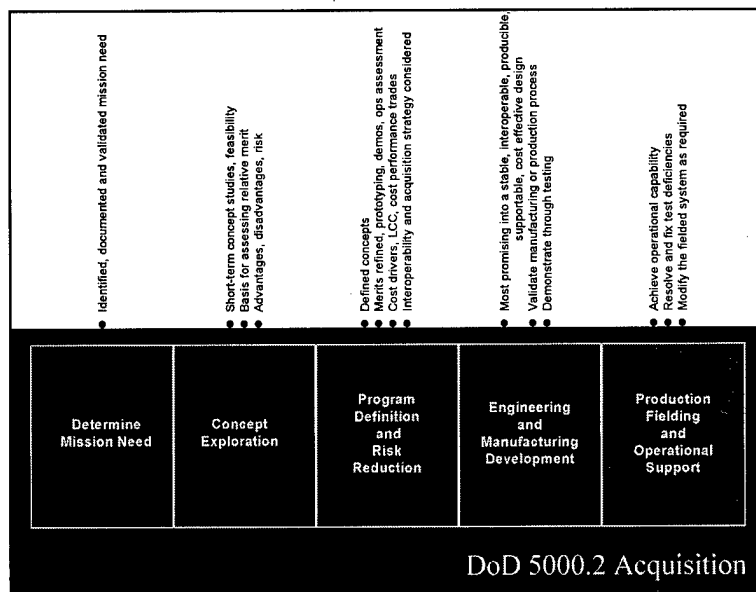 Identified, documented and validated mission need
Short-term concept studies, feasibility
Basis for assessing relative merit
Advantages, disadvantages, risk
Defined concepts
Merits refined, prototyping, demos, ops assessment
Cost drivers, LCC, cost performance trades
Interoperability and acquisition strategy considered
Most promising into a stable, interoperable, producible,
supportable, cost effective design
Validate manufacturing or production process
Demonstrate through testing
Achieve operational capability
Resolve and fix test deficiencies
Modify the fielded system as required
Determine
Mission Need
Concept
Exploration
Program
Definition
and
Risk
Reduction
Engineering
and
Manufacturing
Development
Production
Fielding
and
Operational
Support
DoD 5000.2 Acquisition